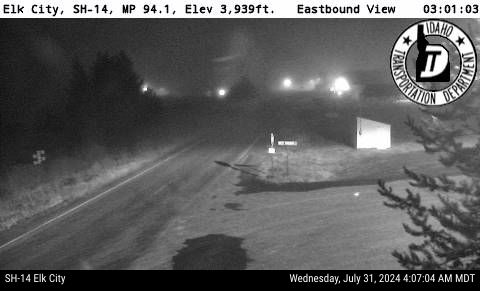 Elk City, SH-14, MP 94.1, Elev 3,939ft. Eastbound View 03:01:03
IDAHO
TRANSPORTATION DEPARTMENT
SH-14 Elk City Wednesday, July 31, 2024 4:07:04 AM MDT